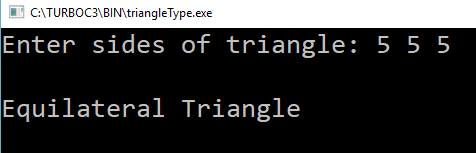 C:\TURBOC3\BIN\triangleType.exe
Enter sides of triangle: 5 5 5
Equilateral Triangle